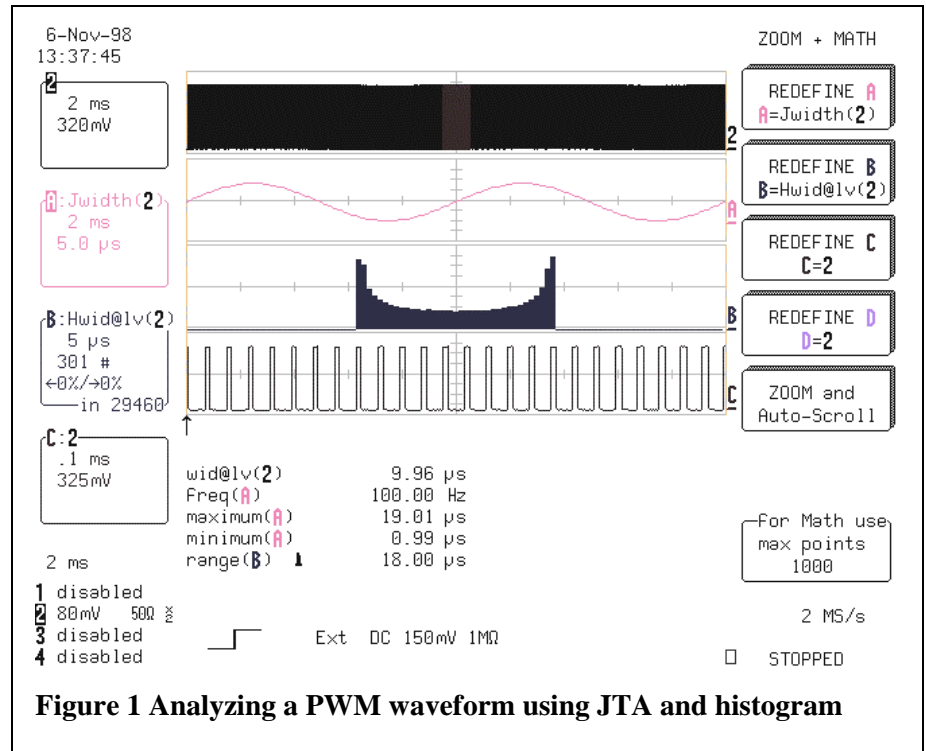 6-Nov-98
13:37:45
ZOOM + MATH
2
2 ms
320mV
A:Jwidth(2)
2 ms
5.0 µs
B:Hwid@lv(2)
5 µs
301 #
←0%/→0%
in 29460
C:2
.1 ms
325mV
2
A
B
C
REDEFINE A
A=Jwidth(2)
REDEFINE B
B=Hwid@lv(2)
REDEFINE C
C=2
REDEFINE D
D=2
ZOOM and
Auto-Scroll
wid@lv(2) 9.96 µs
Freq(A) 100.00 Hz
maximum(A) 19.01 µs
minimum(A) 0.99 µs
range(B) 18.00 µs
For Math use
max points
1000
2 ms
1 disabled
2 80mV 50Ω
3 disabled
4 disabled
Ext DC 150mV 1MΩ
2 MS/s
STOPPED
Figure 1 Analyzing a PWM waveform using JTA and histogram